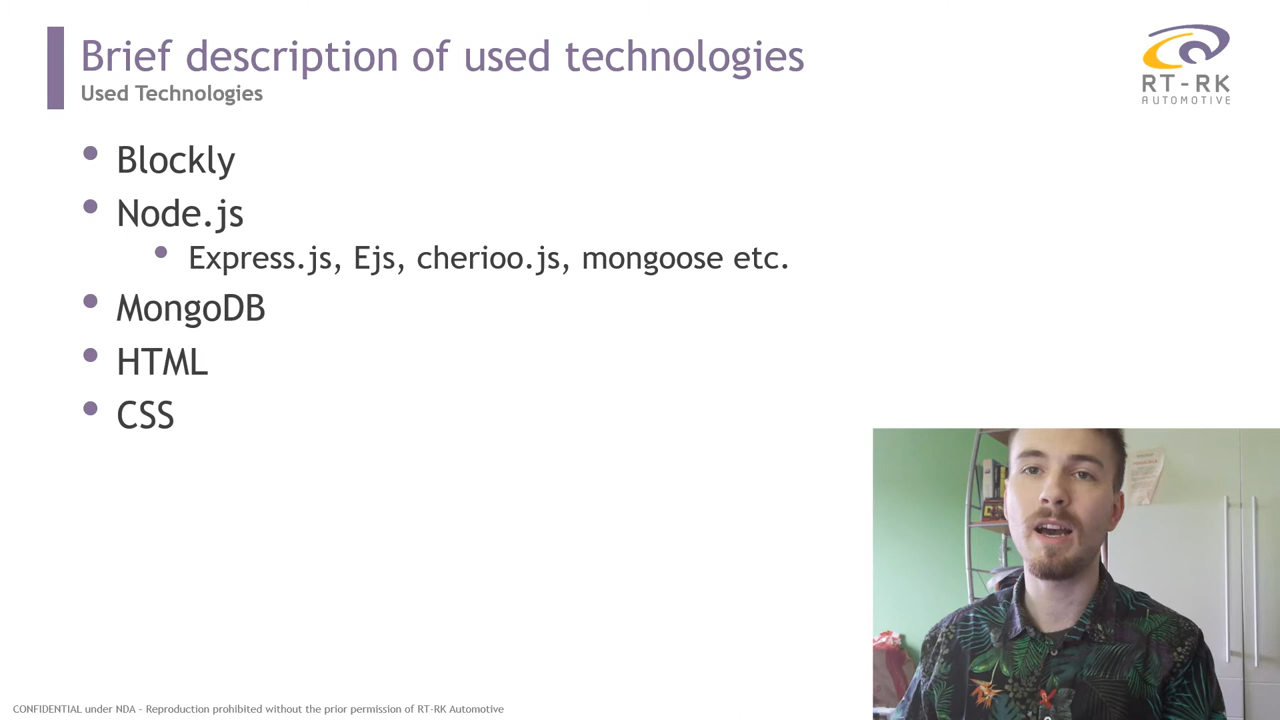 Brief description of used technologies
Used Technologies
RT-RK
AUTOMOTIVE
Blockly
Node.js
Express.js, Ejs, cherioo.js, mongoose etc.
MongoDB
HTML
CSS
CONFIDENTIAL under NDA – Reproduction prohibited without the prior permission of RT-RK Automotive